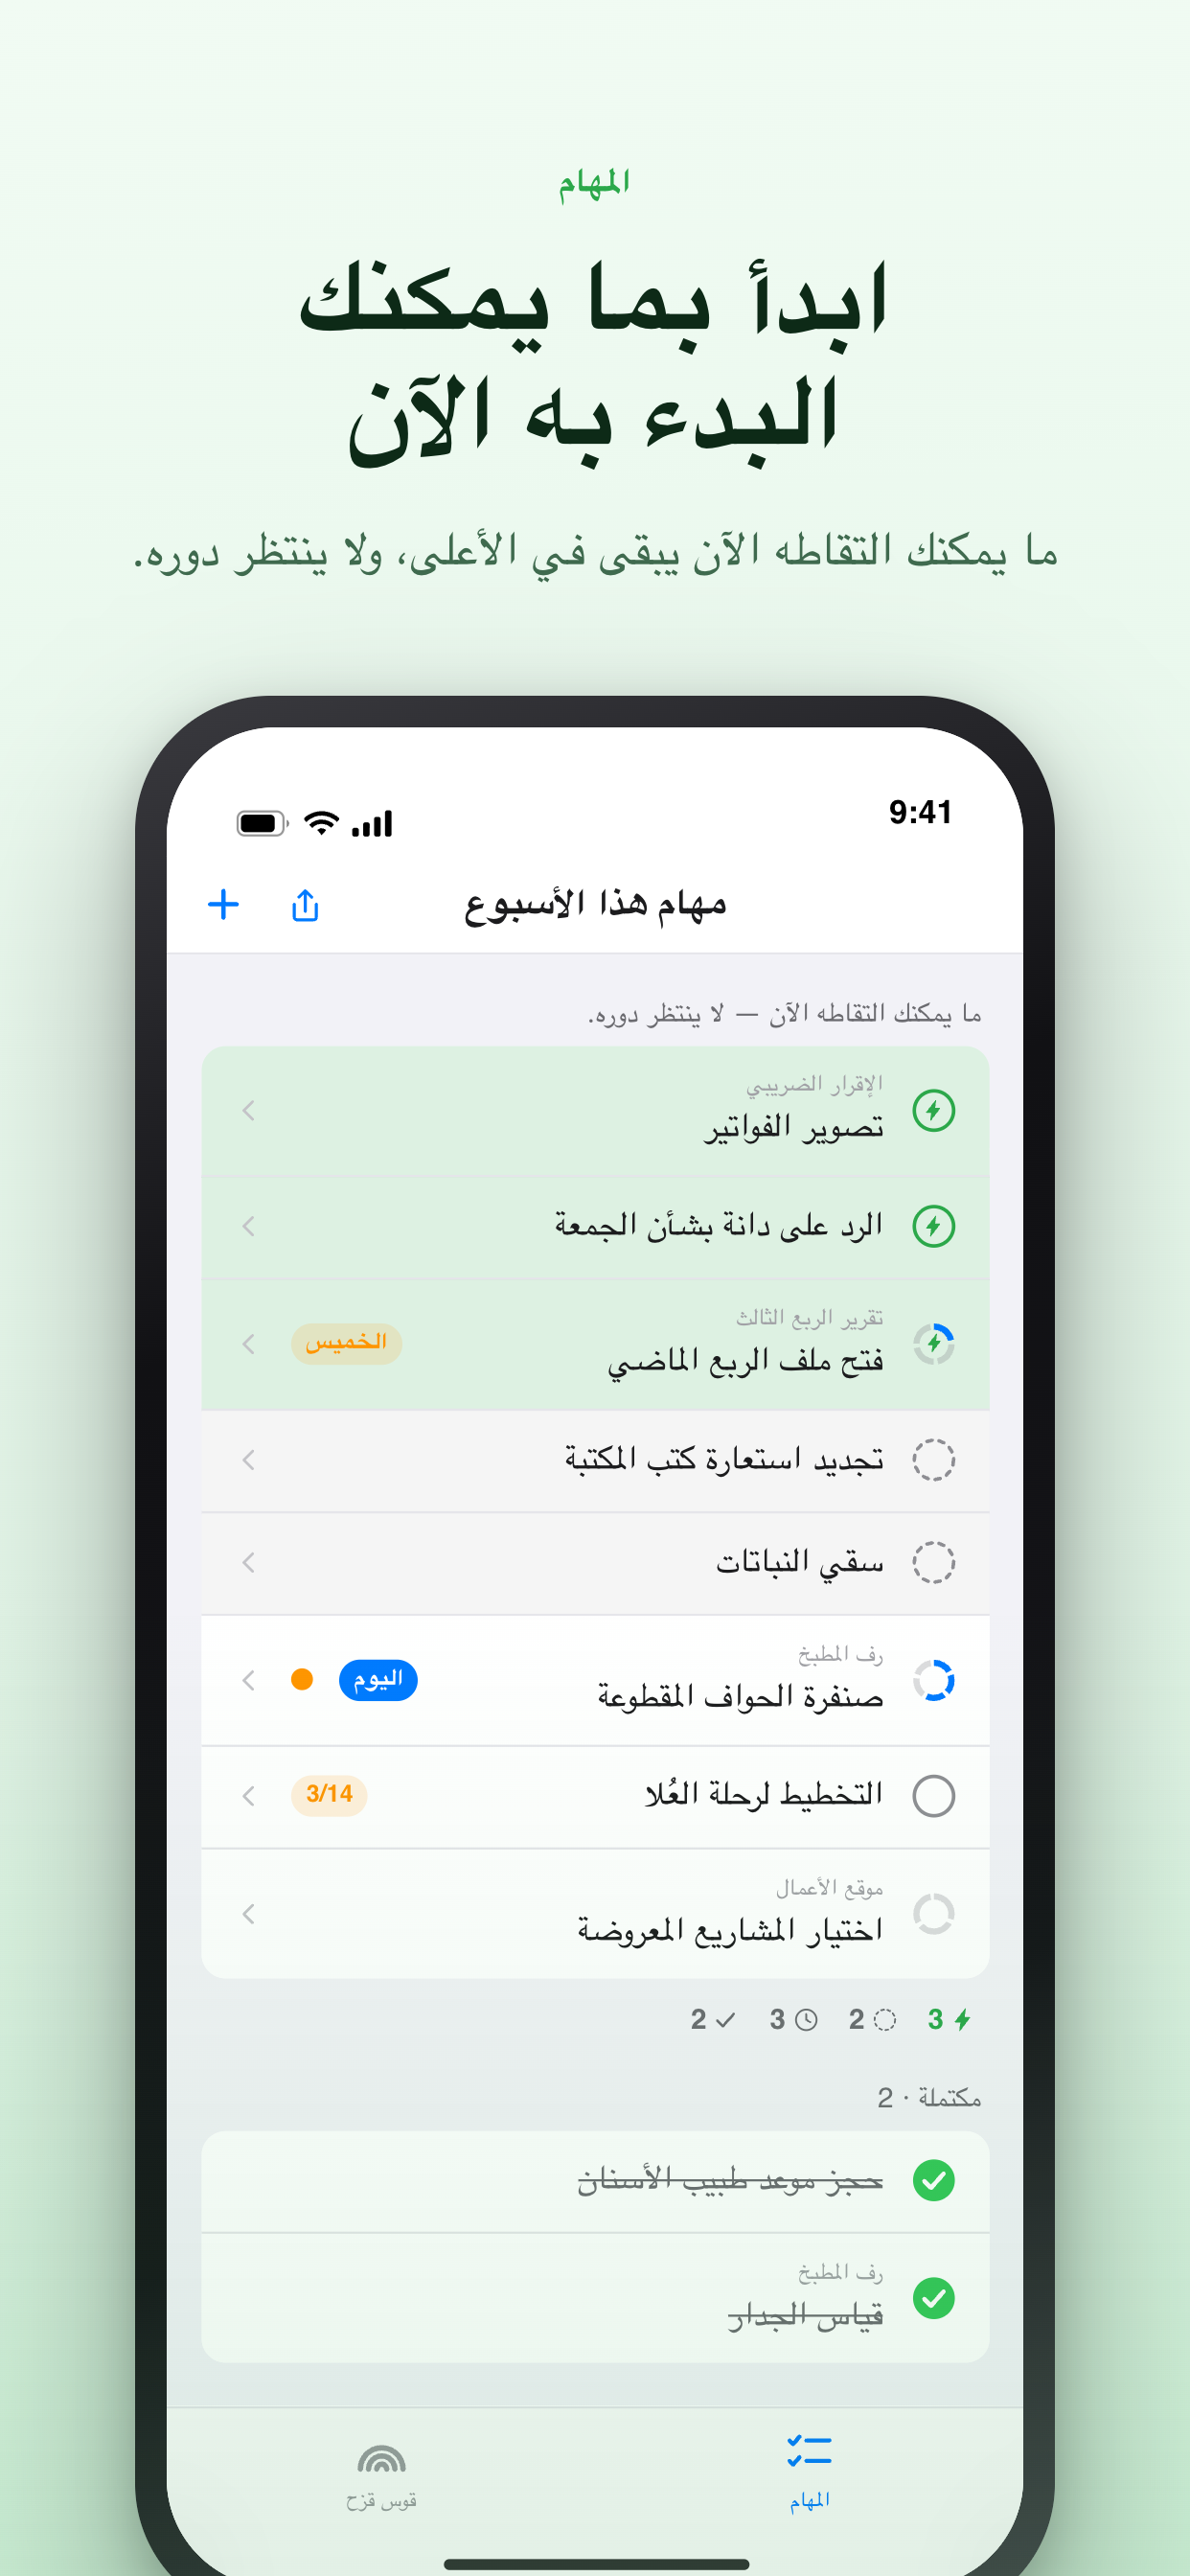 المهام
ابدأ بما يمكنك
البدء به الآن
ما يمكنك التقاطه الآن يبقى في الأعلى، ولا ينتظر دوره.
9:41
مهام هذا الأسبوع
ما يمكنك التقاطه الآن — لا ينتظر دوره.
الإقرار الضريبي
تصوير الفواتير
الرد على دانة بشأن الجمعة
تقرير الربع الثالث
فتح ملف الربع الماضي
الخميس
تجديد استعارة كتب المكتبة
سقي النباتات
رف المطبخ
صنفرة الحواف المقطوعة
اليوم
التخطيط لرحلة العُلا
3/14
موقع الأعمال
اختيار المشاريع المعروضة
3 2 3 2
مكتملة · 2
حجز موعد طبيب الأسنان
رف المطبخ
قياس الجدار
المهام
قوس قزح